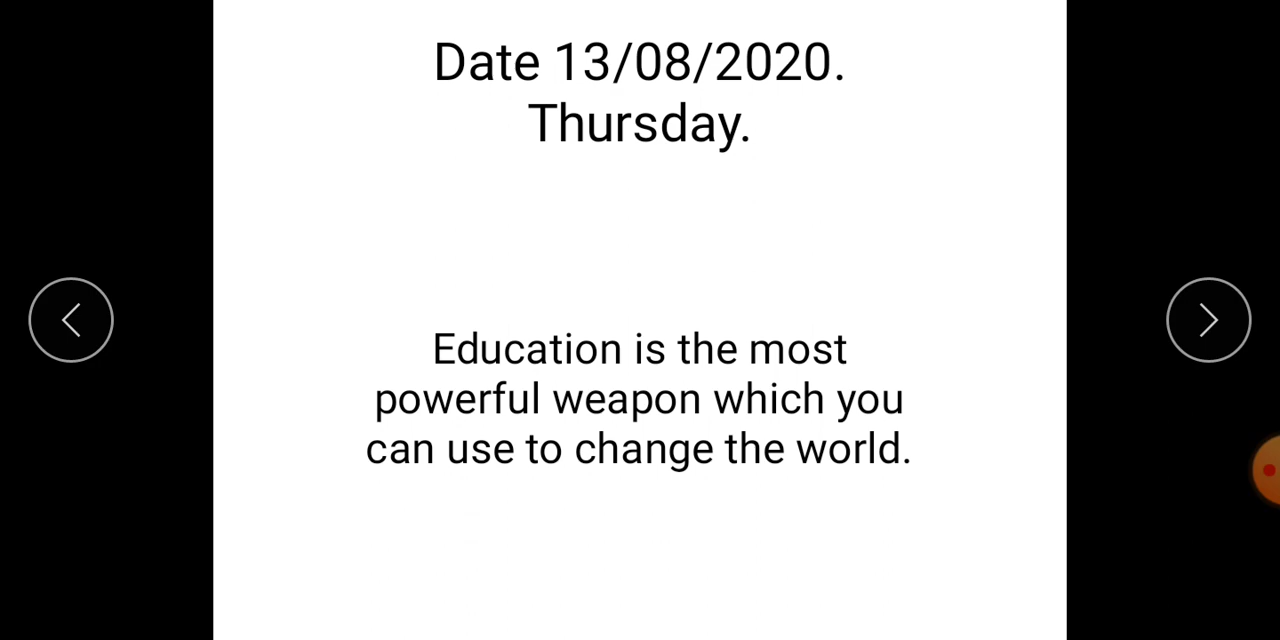 Date 13/08/2020.
Thursday.
Education is the most
powerful weapon which you
can use to change the world.